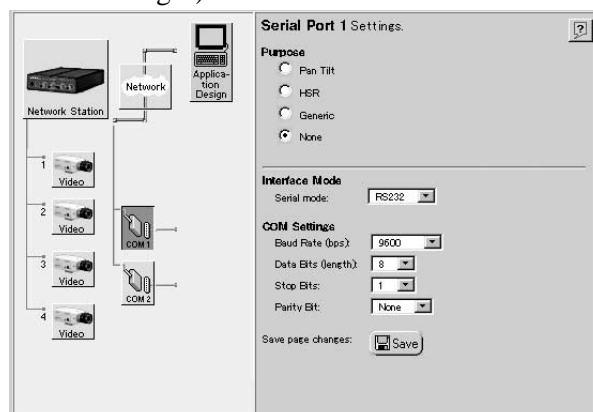 Serial Port 1 Settings.
?
Purpose
Pan Tilt
HSR
Generic
None
Interface Mode
Serial mode: RS232
COM Settings
Baud Rate (bps): 9600
Data Bits (length): 8
Stop Bits: 1
Parity Bit: None
Save page changes: Save
Network Station
Network
Applica-
tion
Design
1
Video
2
Video
3
Video
4
Video
COM 1
COM 2